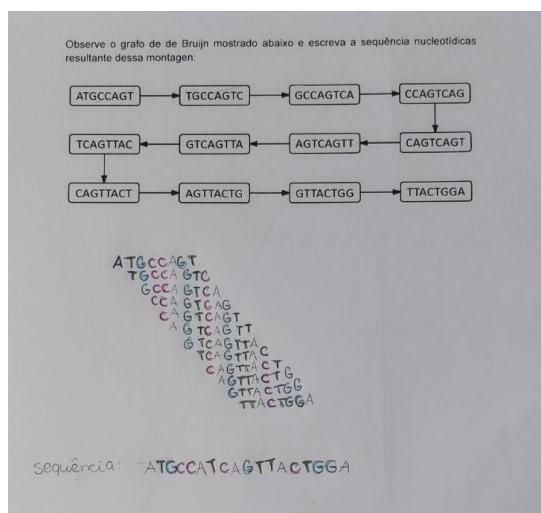 Observe o grafo de de Bruijn mostrado abaixo e escreva a sequência nucleotídicas
resultante dessa montagem:
ATGCCAGT TGCCAGTC GCCAGTCA CCAGTCAG
TCAGTTAC GTCAGTTA AGTCAGTT CAGTCAGT
CAGTTACT AGTTACTG GTTACTGG TTACTGGA
ATGCCAGT
TGCCAGTC
GCCAGTCA
CCAGTCAG
CAGTCAGT
AGTCAGTT
GTCAGTTA
TCAGTTAC
CAGTTACT
AGTTACTG
GTTACTGG
TTACTGGA
sequência: ATGCCATCAGTTACTGGA